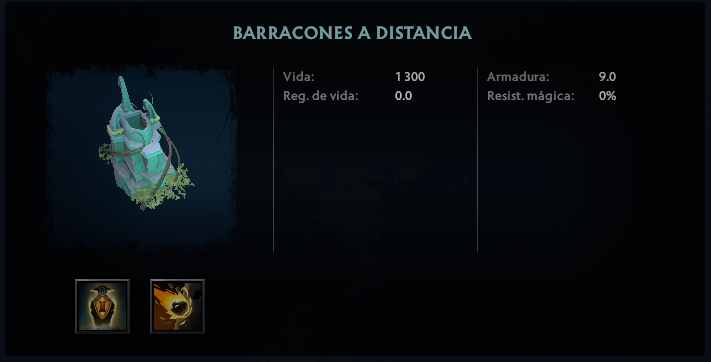 BARRACONES A DISTANCIA
Vida: 1 300
Reg. de vida: 0.0
Armadura: 9.0
Resist. mágica: 0%